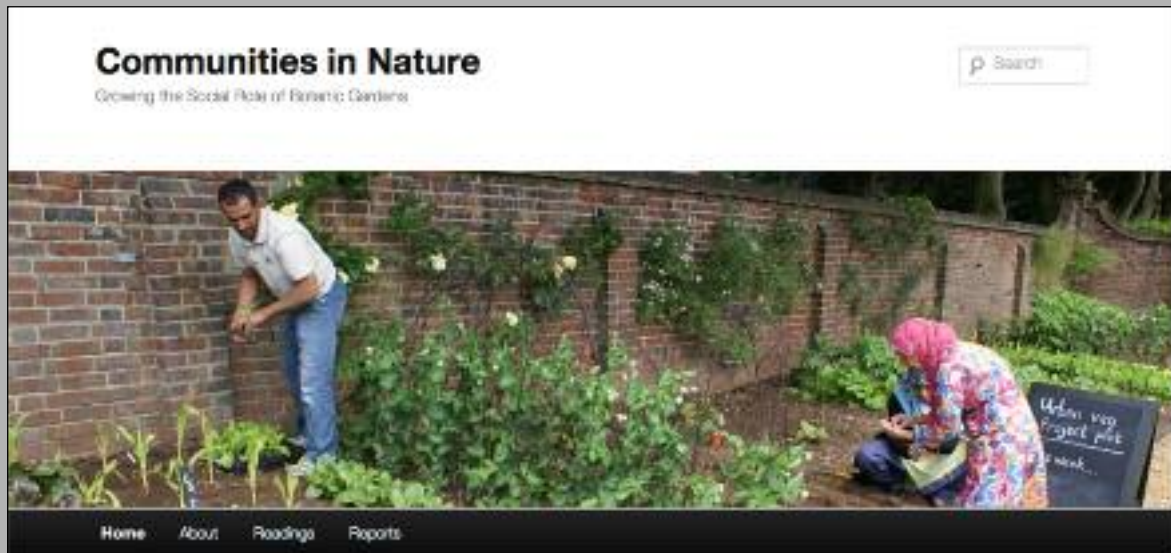 Communities in Nature
Growing the Social Role of Botanic Gardens
Search
Urban veg
Project plot
week...
Home About Readings Reports